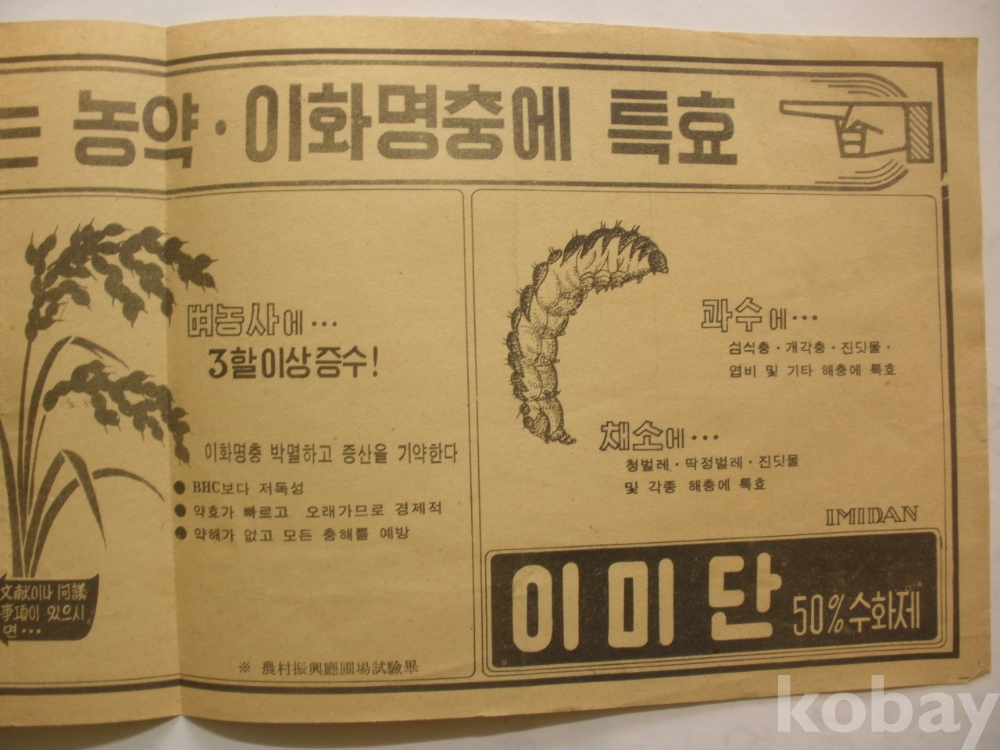 는 농약·이화명충에 특효
벼농사에…
3할이상증수!
이화명충 박멸하고 증산을 기약한다
● BHC보다 저독성
● 약효가 빠르고 오래가므로 경제적
● 약해가 없고 모든 충해를 예방
文献이나 問議
事項이 있으시
면…
※ 農村振興廳圃場試驗畢
과수에…
심식충·개각충·진딧물·
엽비 및 기타 해충에 특효
채소에…
청벌레·딱정벌레·진딧물
및 각종 해충에 특효
IMIDAN
이미단 50%수화제
kobay